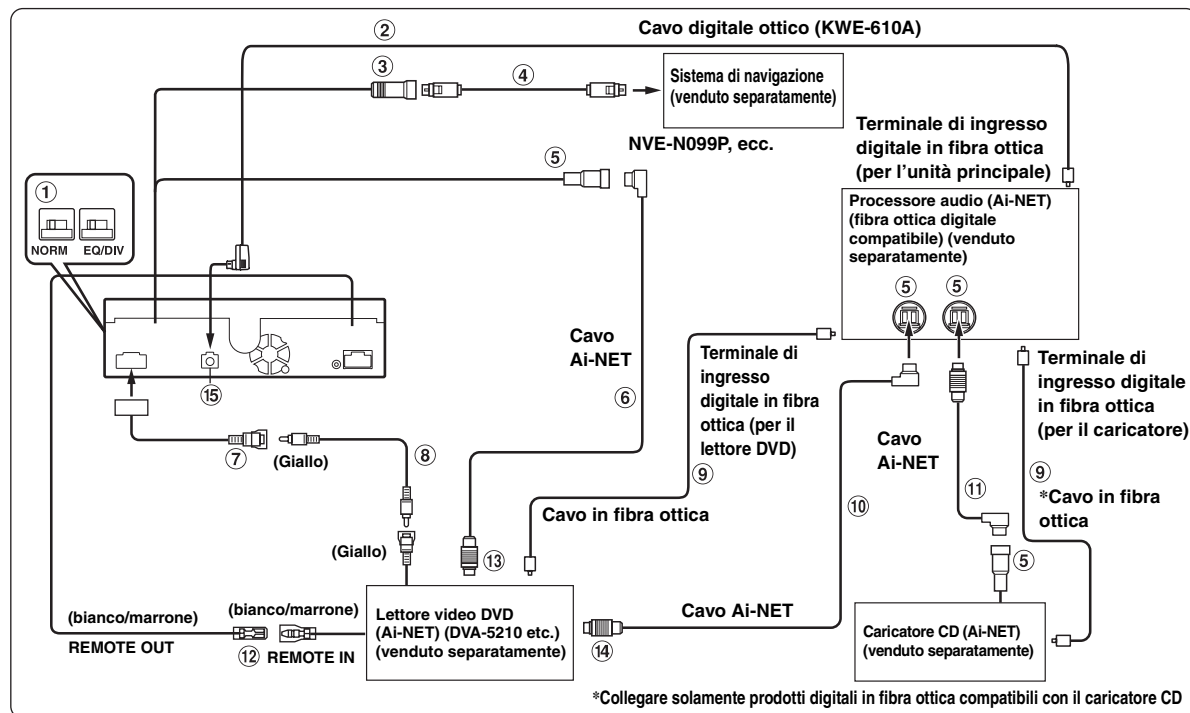 ② Cavo digitale ottico (KWE-610A)
③ ④
Sistema di navigazione
(venduto separatamente)
NVE-N099P, ecc.
Terminale di ingresso
digitale in fibra ottica
(per l'unità principale)
⑤
①
NORM EQ/DIV
Processore audio (Ai-NET)
(fibra ottica digitale
compatibile) (venduto
separatamente)
⑤ ⑤
Cavo
Ai-NET
⑥
⑮
Terminale di
ingresso
digitale in fibra
ottica (per il
lettore DVD)
⑨
Terminale di
ingresso digitale
in fibra ottica
(per il caricatore)
Cavo
Ai-NET
⑦ (Giallo) ⑧
⑩
⑪
⑨
*Cavo in fibra
ottica
Cavo in fibra ottica
(Giallo)
⑬
⑤
(bianco/marrone)
REMOTE OUT
(bianco/marrone)
⑫ REMOTE IN
Lettore video DVD
(Ai-NET) (DVA-5210 etc.)
(venduto separatamente)
Cavo Ai-NET
⑭
Caricatore CD (Ai-NET)
(venduto separatamente)
*Collegare solamente prodotti digitali in fibra ottica compatibili con il caricatore CD